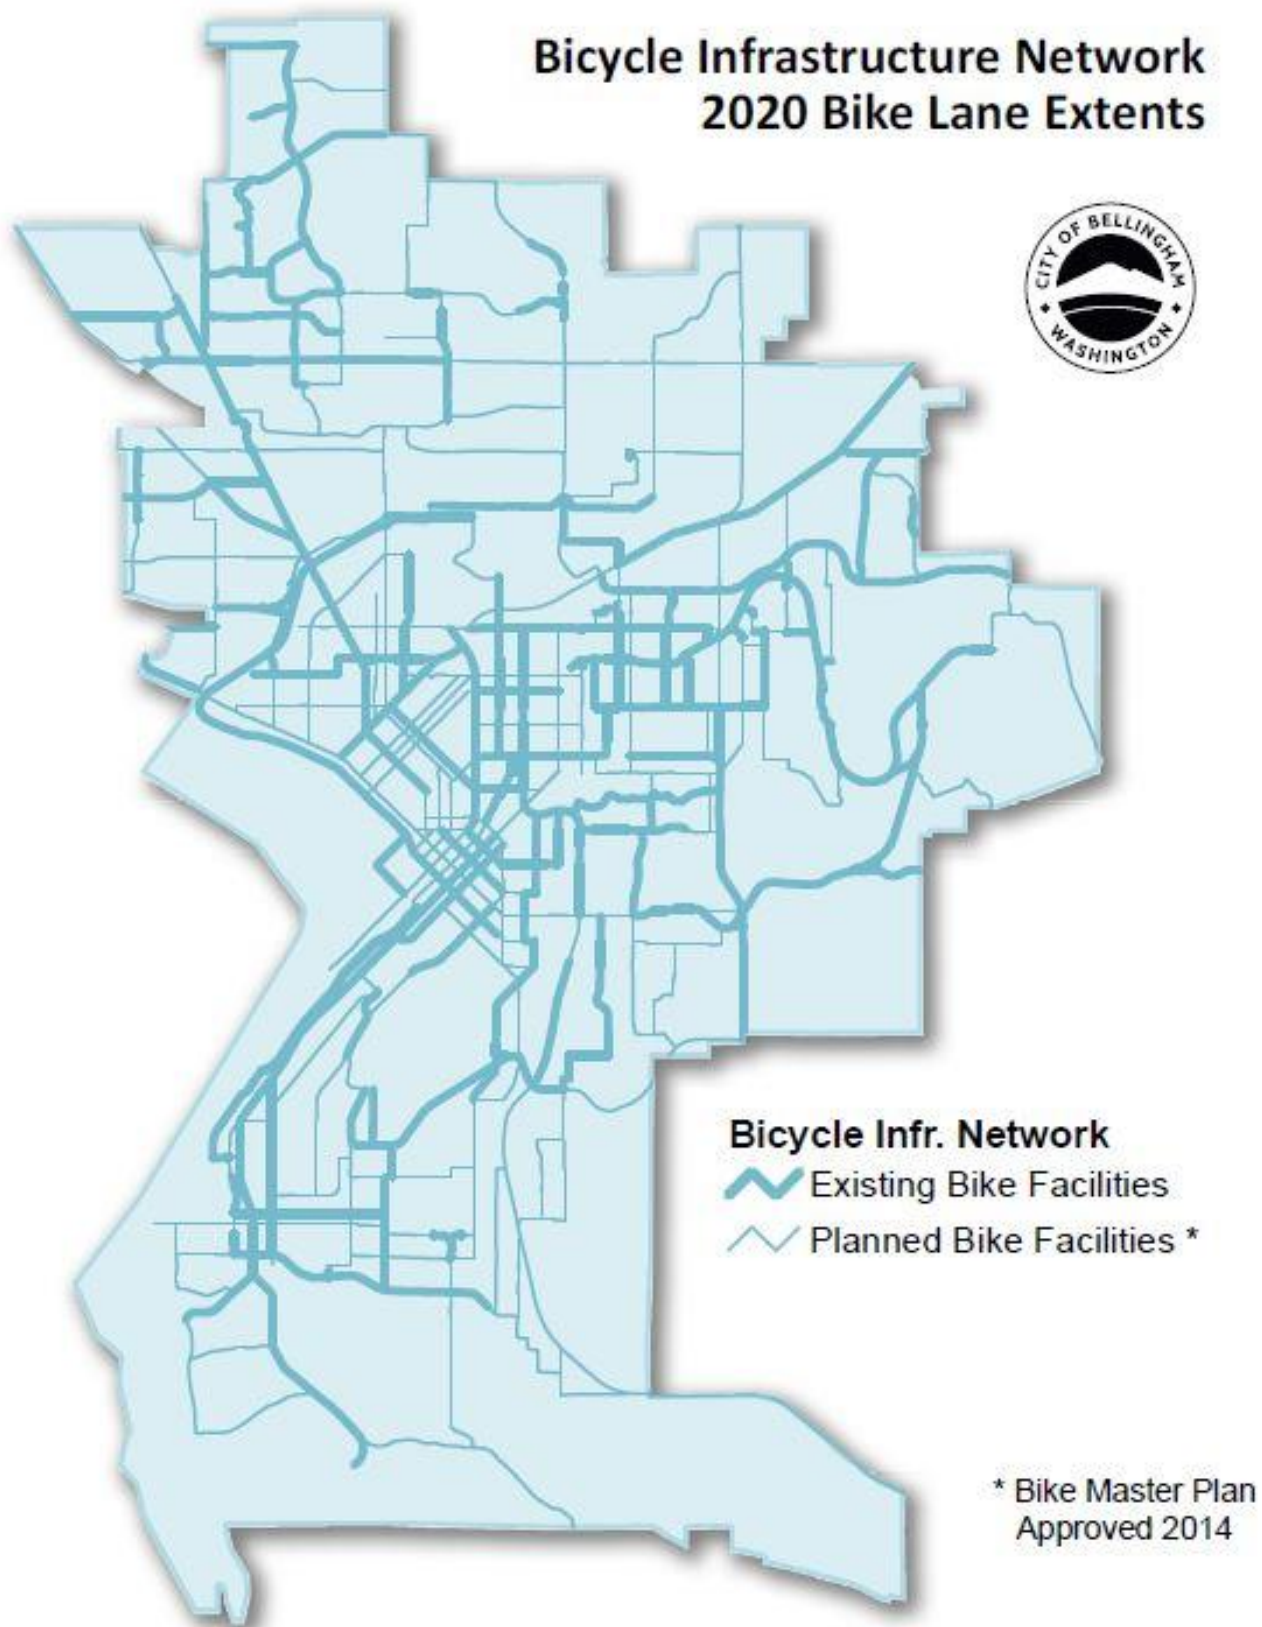 Bicycle Infrastructure Network
2020 Bike Lane Extents
CITY OF BELLINGHAM
WASHINGTON
Bicycle Infr. Network
Existing Bike Facilities
Planned Bike Facilities *
* Bike Master Plan
Approved 2014